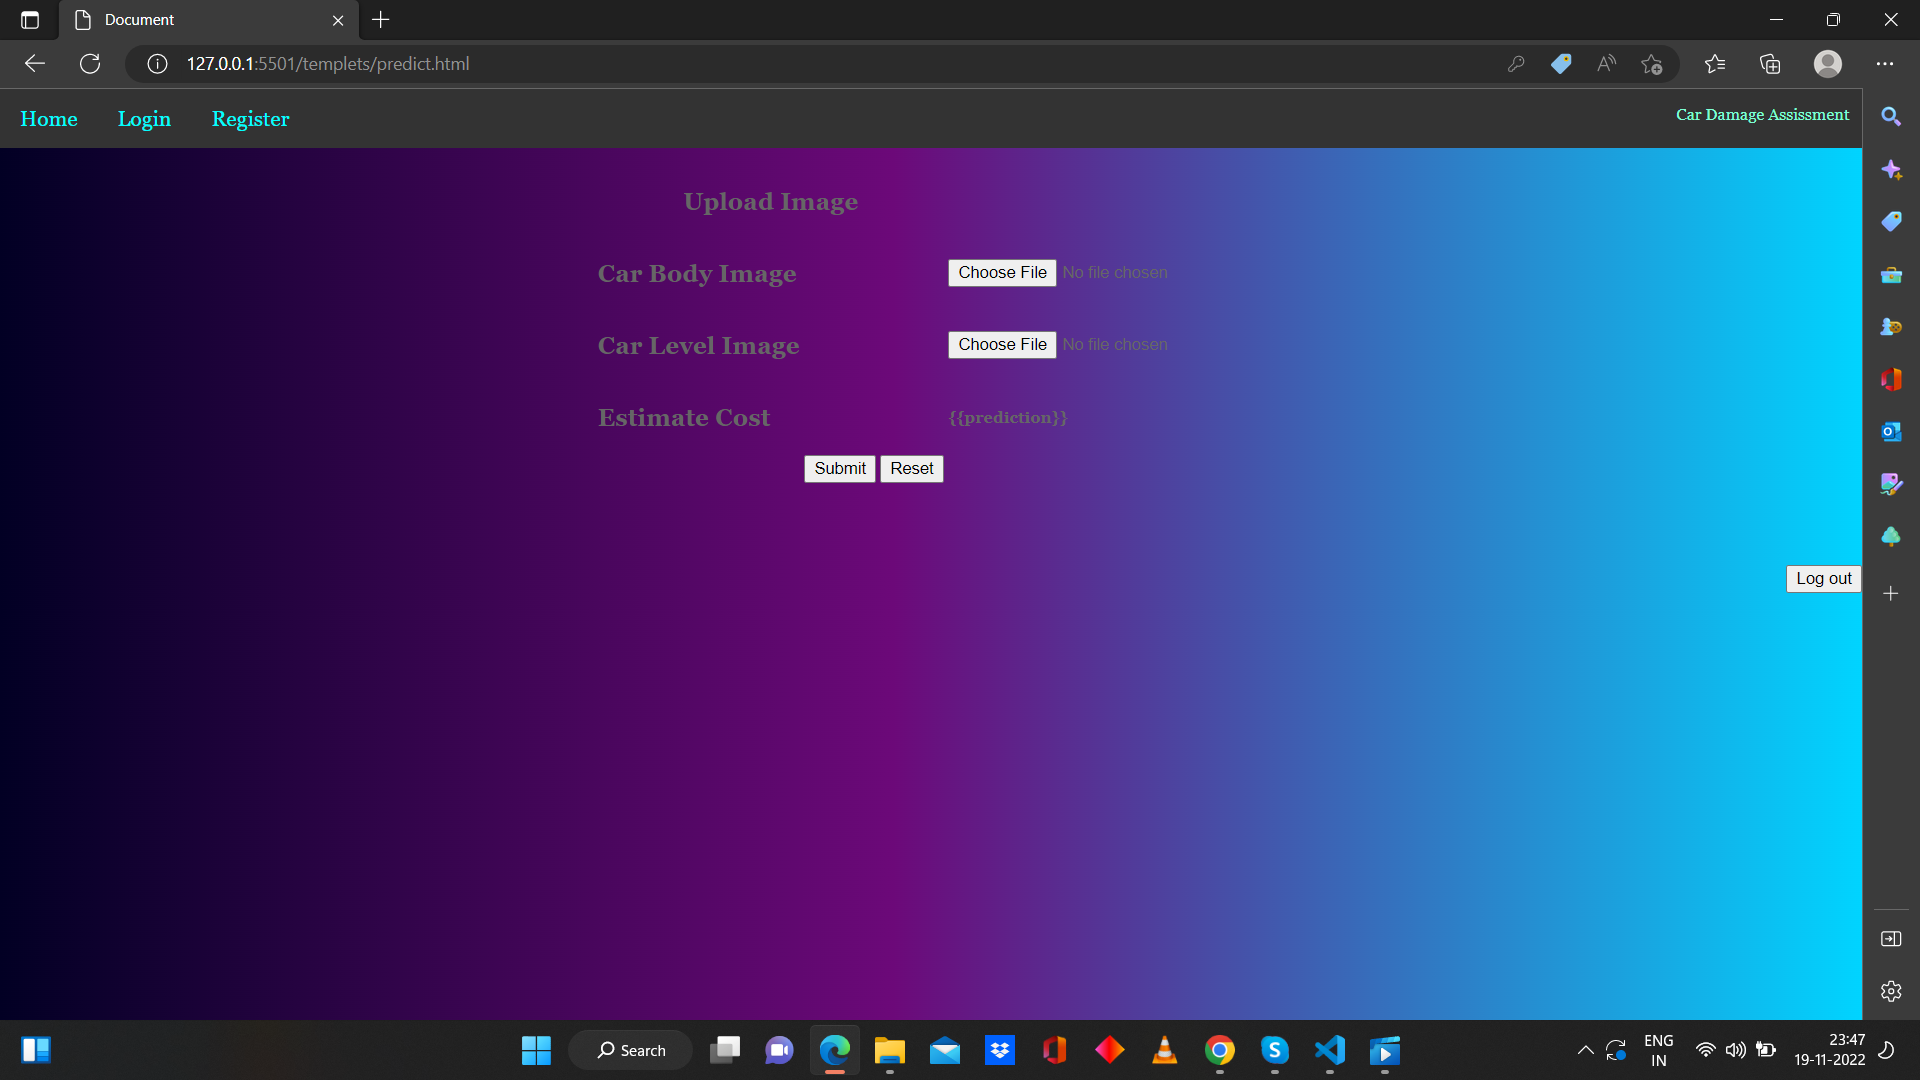 Document
127.0.0.1:5501/templets/predict.html
Home Login Register Car Damage Assissment
Upload Image
Car Body Image Choose File No file chosen
Car Level Image Choose File No file chosen
Estimate Cost {{prediction}}
Submit Reset
Log out
Search
ENG
IN
23:47
19-11-2022